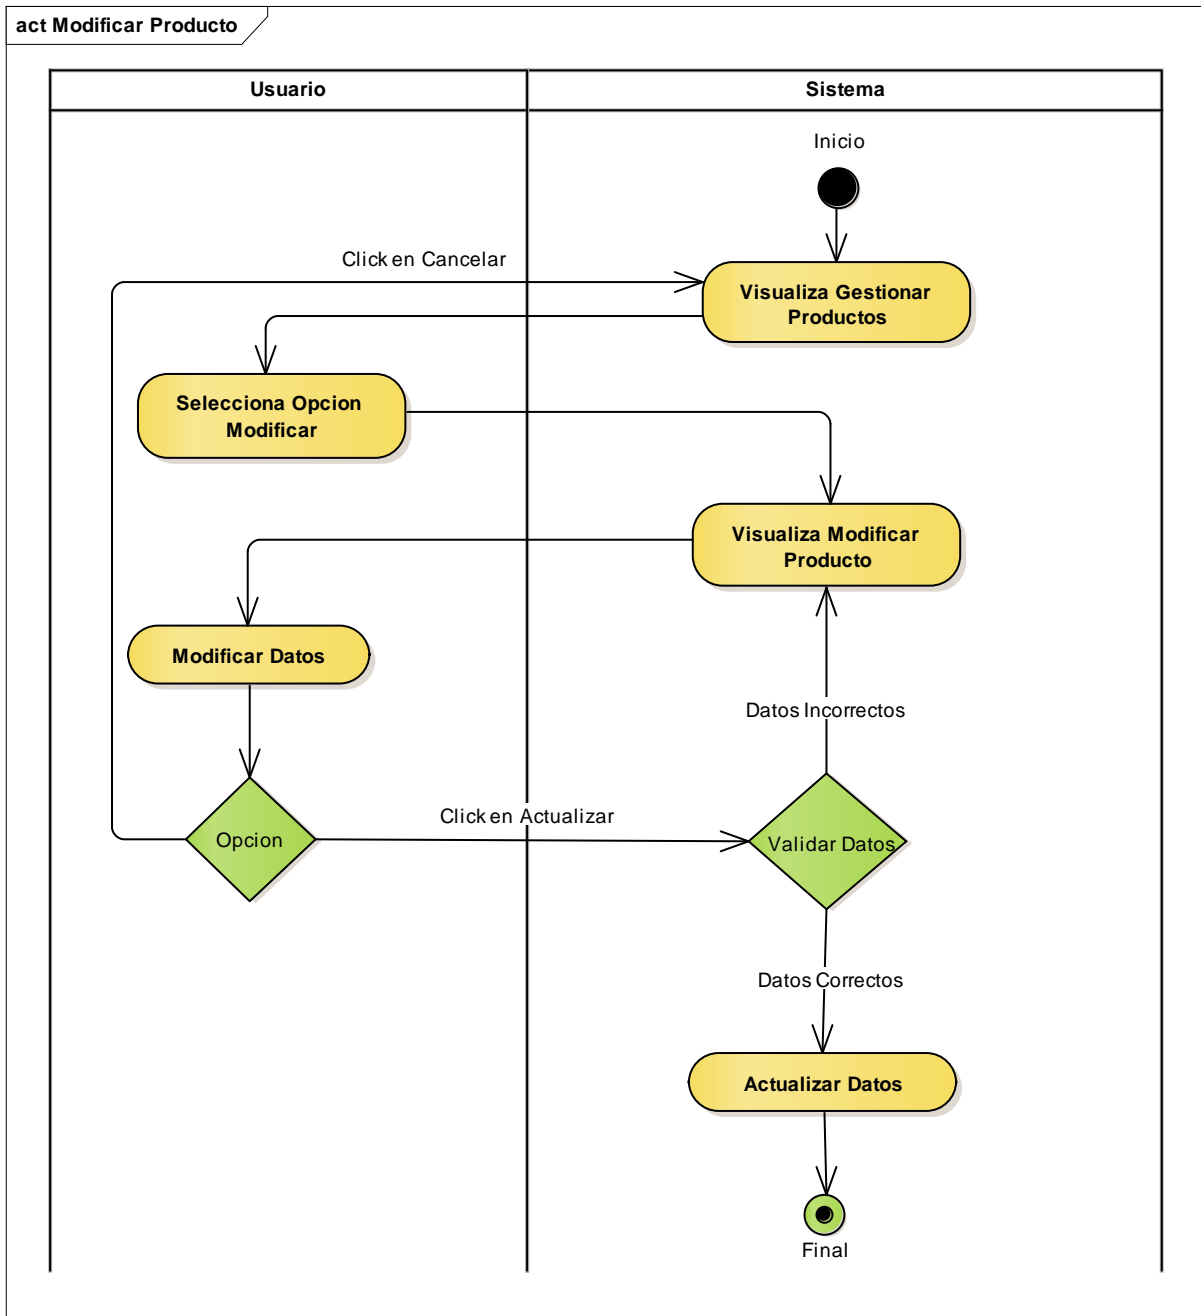 act Modificar Producto
Usuario
Sistema
Inicio
Click en Cancelar
Visualiza Gestionar
Productos
Selecciona Opcion
Modificar
Visualiza Modificar
Producto
Modificar Datos
Datos Incorrectos
Click en Actualizar
Opcion
Validar Datos
Datos Correctos
Actualizar Datos
Final